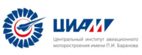 ЦИАМ
Центральный институт авиационного
моторостроения имени П.И. Баранова